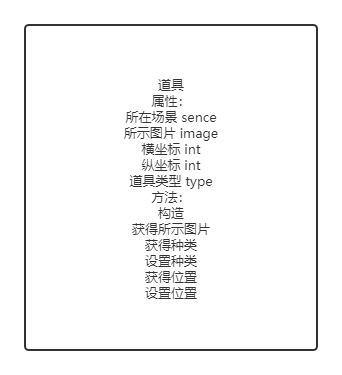 道具
属性：
所在场景 sence
所示图片 image
横坐标 int
纵坐标 int
道具类型 type
方法：
构造
获得所示图片
获得种类
设置种类
获得位置
设置位置